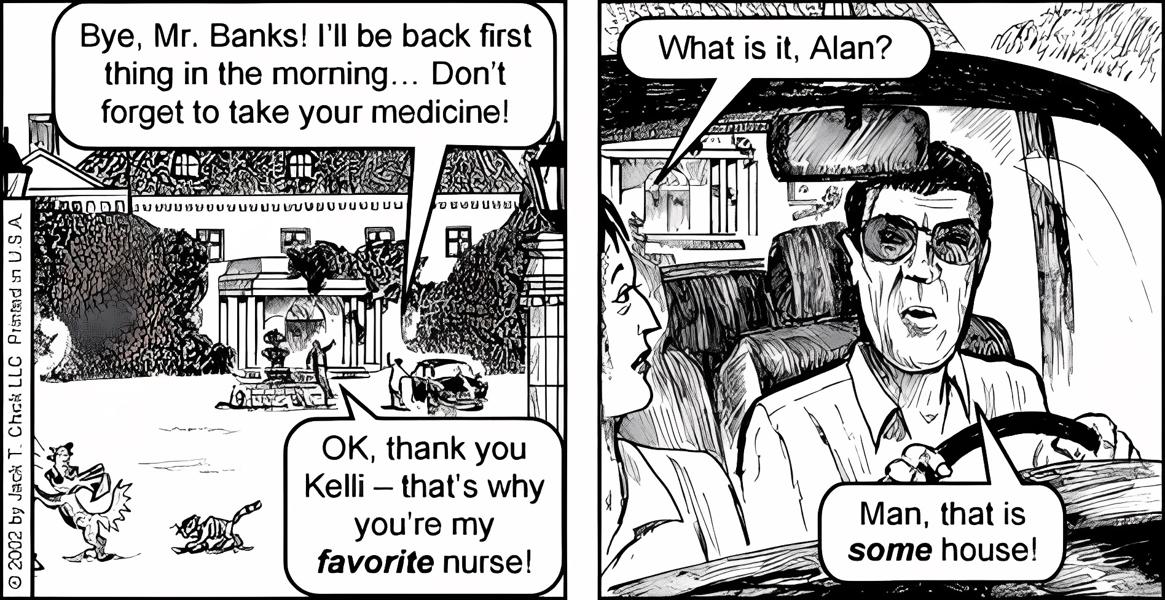 Bye, Mr. Banks! I'll be back first
thing in the morning... Don't
forget to take your medicine!
OK, thank you
Kelli – that's why
you're my
favorite nurse!
© 2002 by Jack T. Chick LLC Printed in U.S.A.
What is it, Alan?
Man, that is
some house!